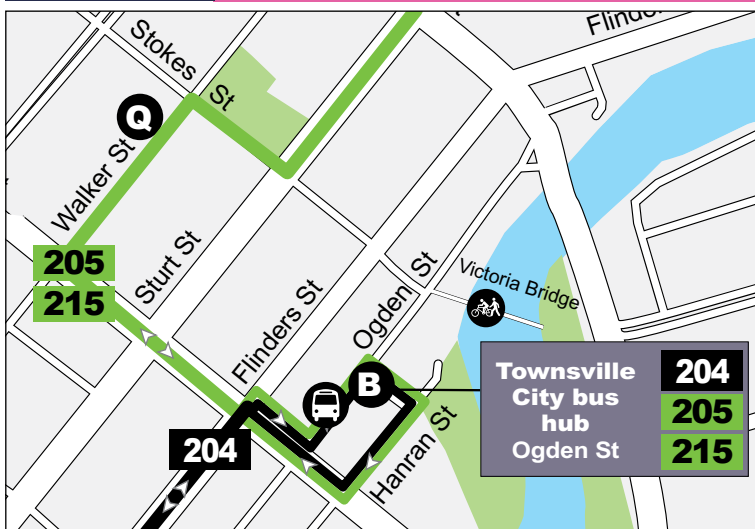 Flinders
Stokes
St
Q
Walker St
205
215
Sturt St
Flinders St
Ogden St
Victoria Bridge
B
204
Hanran St
Townsville
City bus
hub
Ogden St
204
205
215